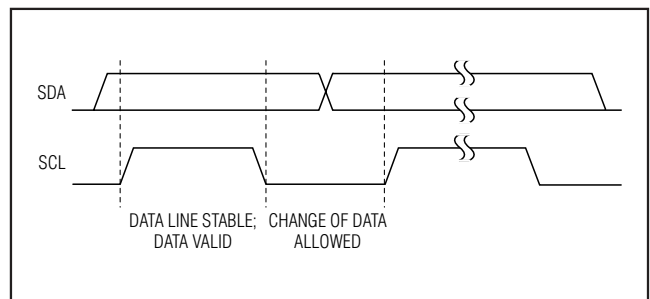 SDA
SCL
DATA LINE STABLE;
DATA VALID
CHANGE OF DATA
ALLOWED